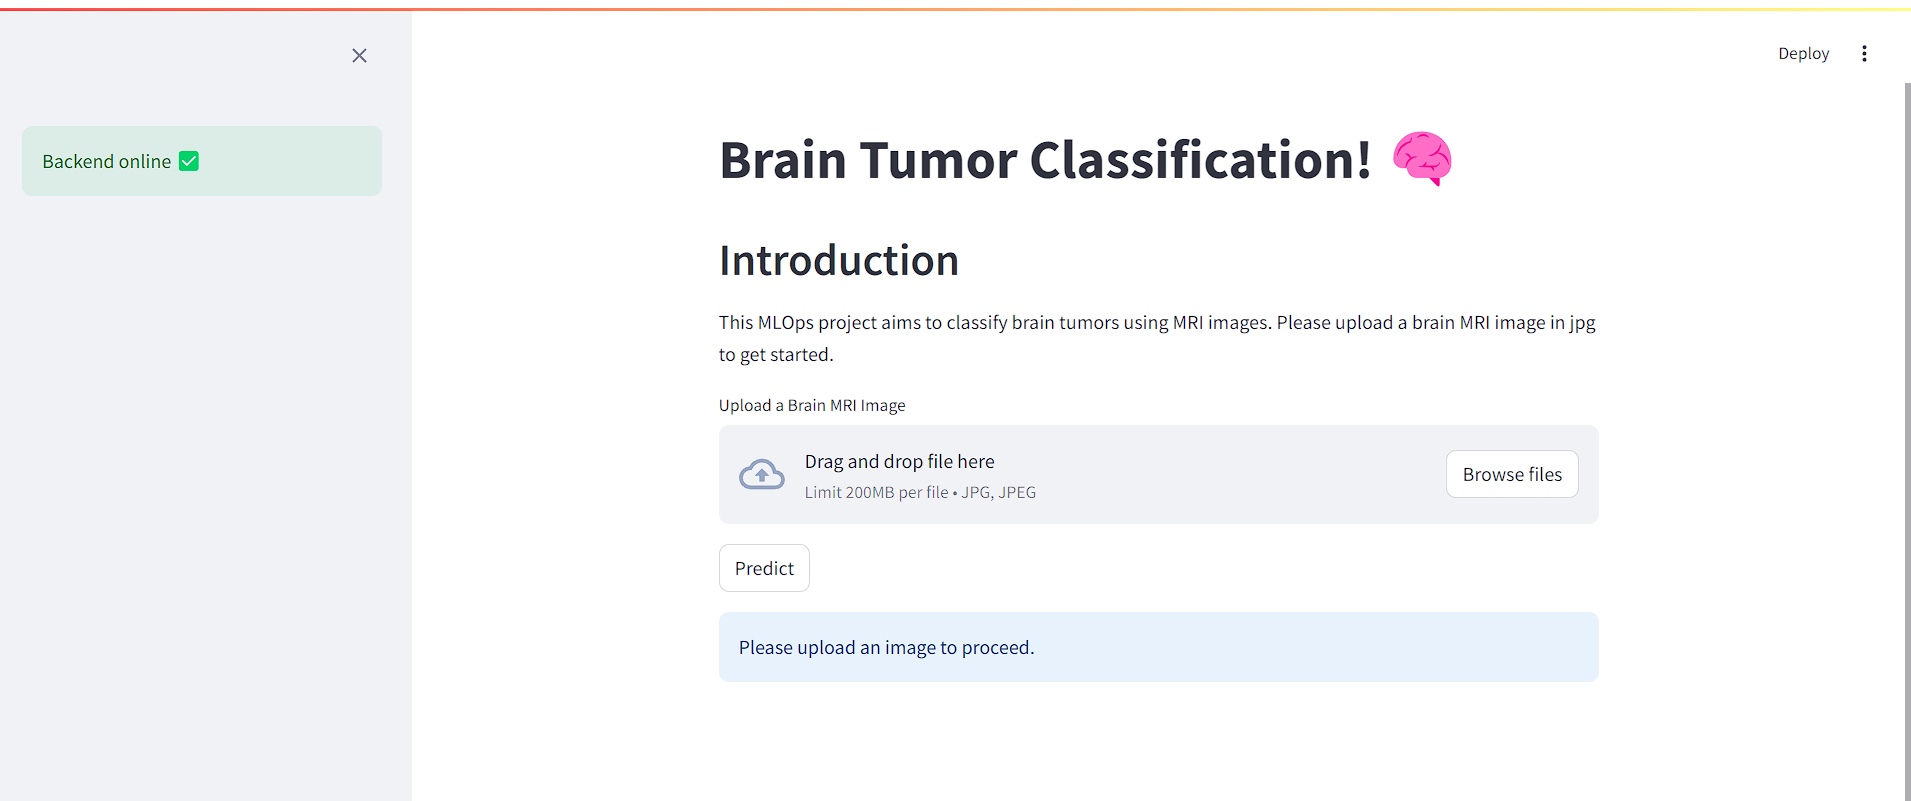 Deploy
Backend online ✅
Brain Tumor Classification! 🧠
Introduction
This MLOps project aims to classify brain tumors using MRI images. Please upload a brain MRI image in jpg
to get started.
Upload a Brain MRI Image
Drag and drop file here
Limit 200MB per file • JPG, JPEG
Browse files
Predict
Please upload an image to proceed.